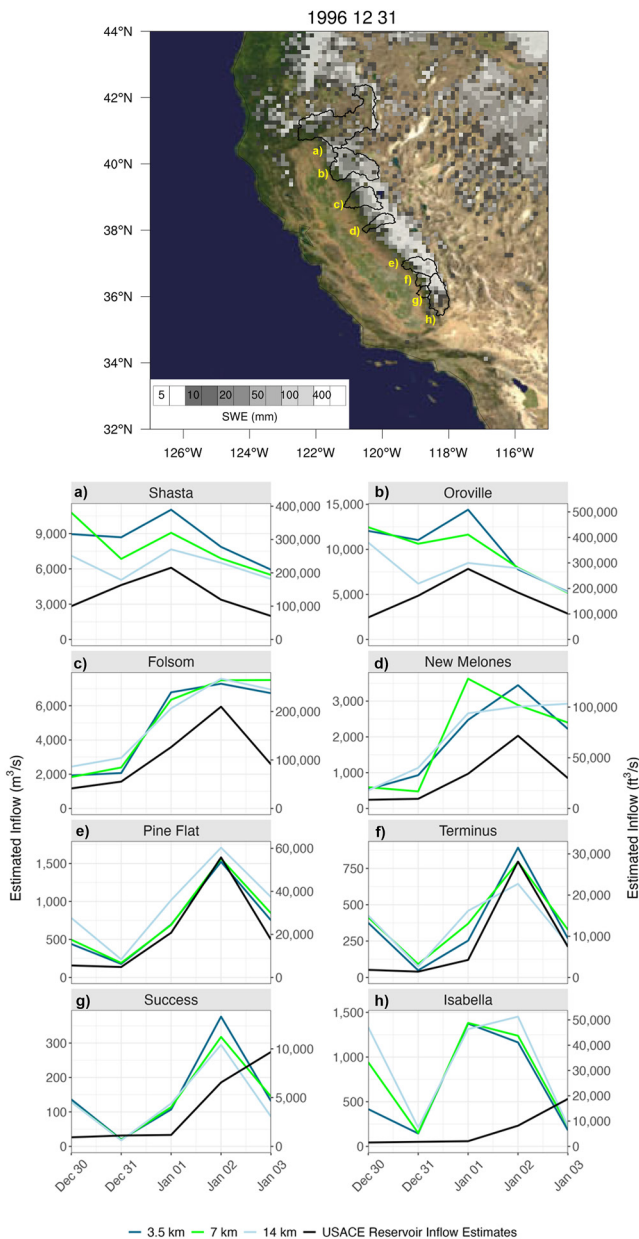 1996 12 31
44°N
42°N
40°N
38°N
36°N
34°N
32°N
a)
b)
c)
d)
e)
f)
g)
h)
5 10 20 50 100 400
SWE (mm)
126°W 124°W 122°W 120°W 118°W 116°W
a) Shasta
9,000
6,000
3,000
0
400,000
300,000
200,000
100,000
0
b) Oroville
15,000
10,000
5,000
0
500,000
400,000
300,000
200,000
100,000
0
c) Folsom
6,000
4,000
2,000
0
200,000
100,000
0
d) New Melones
3,000
2,000
1,000
0
100,000
50,000
0
Estimated Inflow (m³/s)
Estimated Inflow (ft³/s)
e) Pine Flat
1,500
1,000
500
0
60,000
40,000
20,000
0
f) Terminus
750
500
250
0
30,000
20,000
10,000
0
g) Success
300
200
100
0
10,000
5,000
0
h) Isabella
1,500
1,000
500
0
50,000
40,000
30,000
20,000
10,000
0
Dec 30 Dec 31 Jan 01 Jan 02 Jan 03
Dec 30 Dec 31 Jan 01 Jan 02 Jan 03
3.5 km 7 km 14 km USACE Reservoir Inflow Estimates